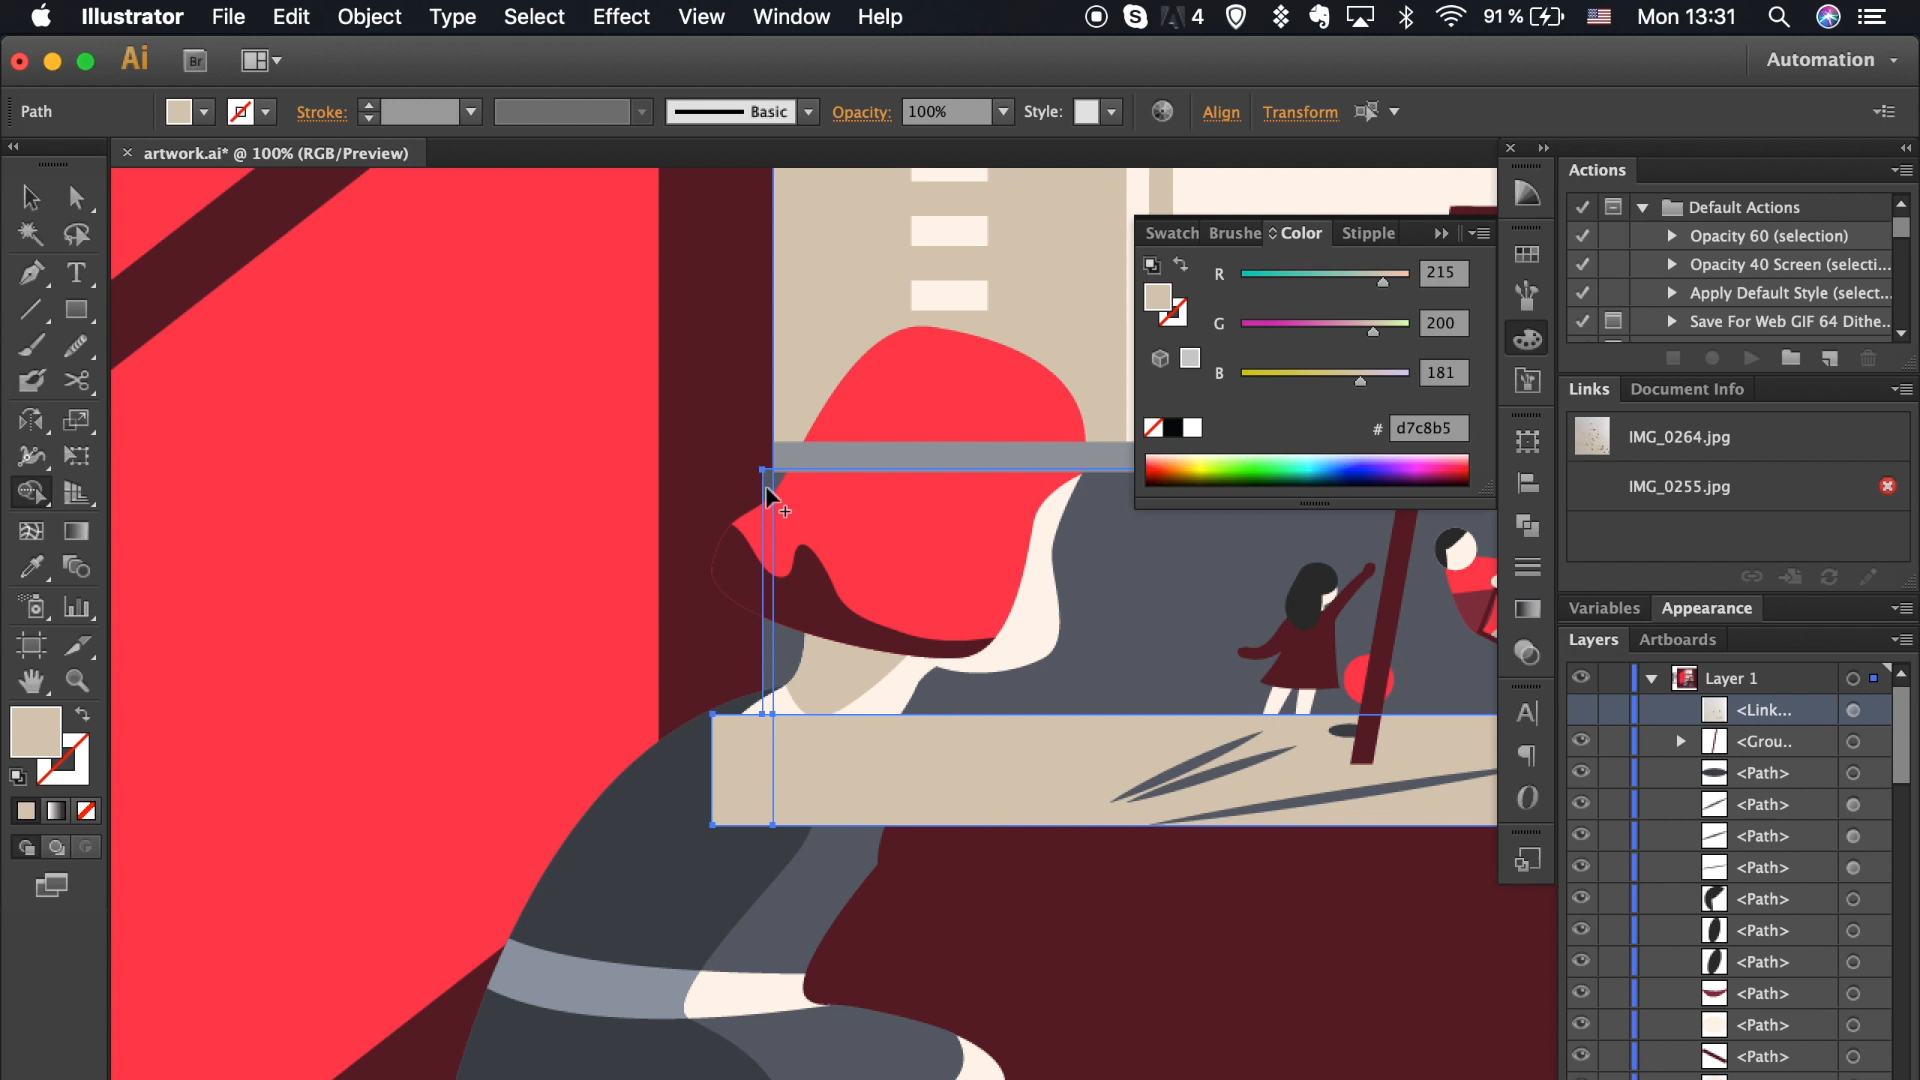 Illustrator File Edit Object Type Select Effect View Window Help 4 91 % Mon 13:31
Ai Br Automation
Path Stroke: Basic Opacity: 100% Style: Align Transform
× artwork.ai* @ 100% (RGB/Preview)
Actions
Default Actions
Opacity 60 (selection)
Opacity 40 Screen (selecti...
Apply Default Style (select...
Save For Web GIF 64 Dithe...
Swatch Brushe Color Stipple
R 215
G 200
B 181
# d7c8b5
Links Document Info
IMG_0264.jpg
IMG_0255.jpg
Variables Appearance
Layers Artboards
Layer 1
<Link...
<Grou..
<Path>
<Path>
<Path>
<Path>
<Path>
<Path>
<Path>
<Path>
<Path>
<Path>